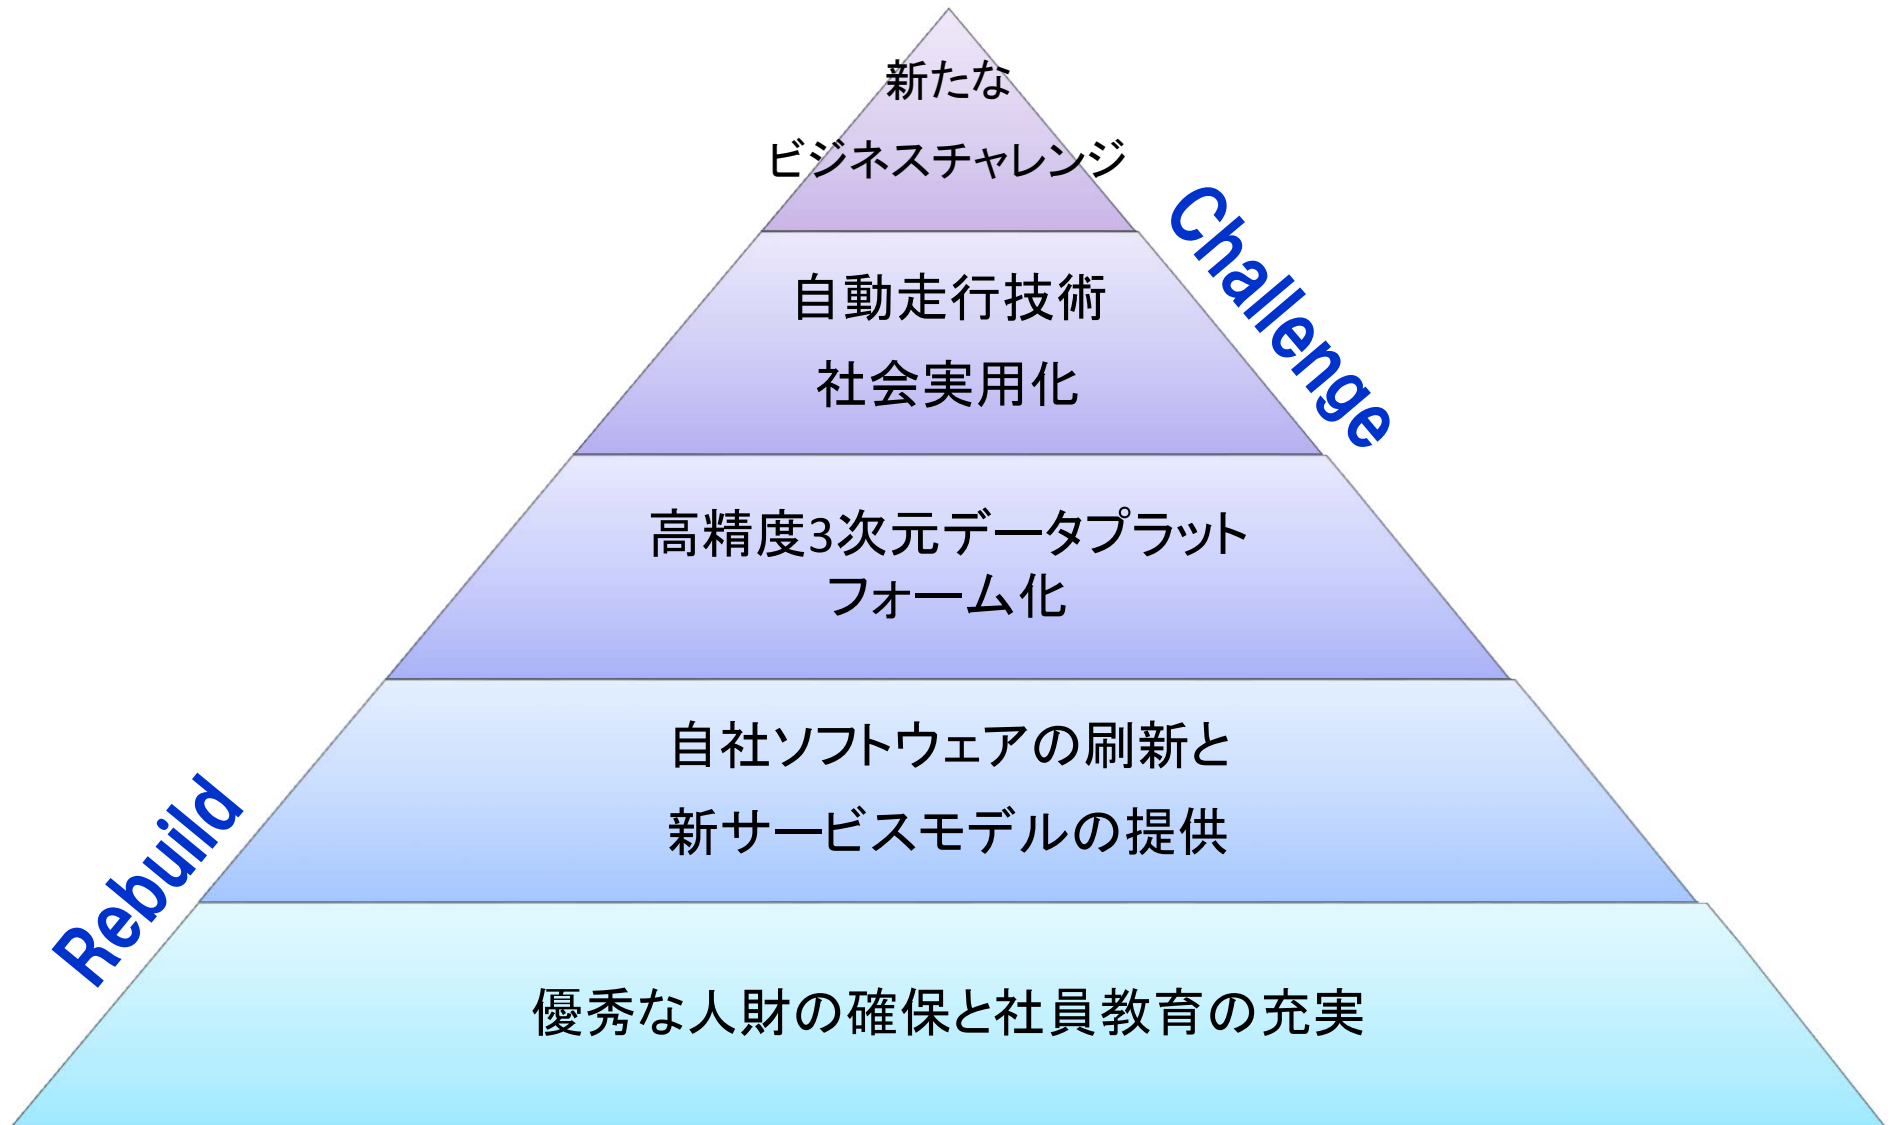 新たな
ビジネスチャレンジ
Challenge
自動走行技術
社会実用化
高精度3次元データプラット
フォーム化
自社ソフトウェアの刷新と
新サービスモデルの提供
Rebuild
優秀な人財の確保と社員教育の充実